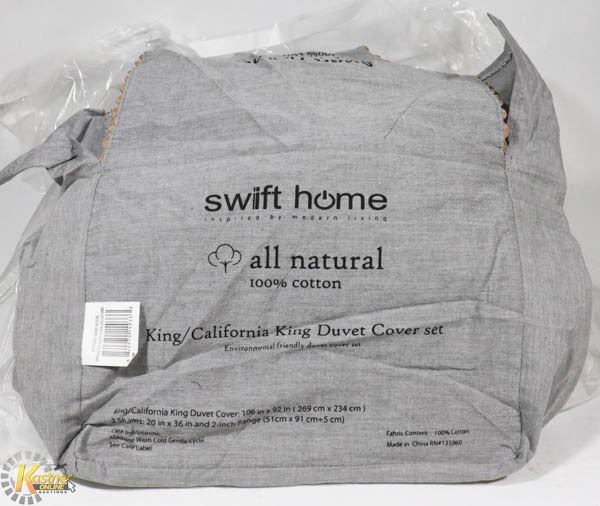 swift home
inspired by modern living
all natural
100% cotton
King/California King Duvet Cover set
Environmental friendly duvet cover set
King/California King Duvet Cover: 106 in x 92 in ( 269 cm x 234 cm )
2 Shams: 20 in x 36 in and 2-inch flange (51cm x 91 cm+5 cm)
Care Instructions:
Machine Wash Cold Gentle Cycle.
See Care Label
Fabric Content : 100% Cotton
Made in China RN#135960
Kastner
ONLINE
AUCTIONS